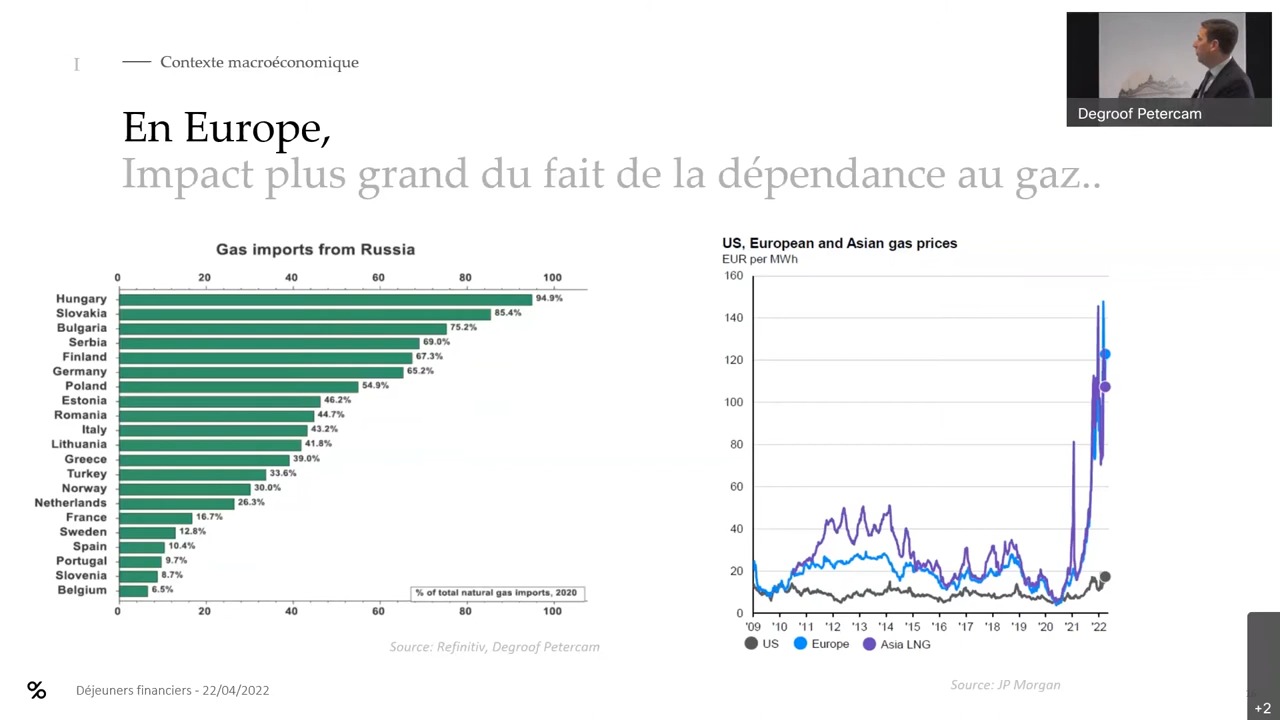 I
Contexte macroéconomique
Degroof Petercam
En Europe,
Impact plus grand du fait de la dépendance au gaz..
Gas imports from Russia
0 20 40 60 80 100
Hungary 94.9%
Slovakia 85.4%
Bulgaria 75.2%
Serbia 69.0%
Finland 67.3%
Germany 65.2%
Poland 54.9%
Estonia 46.2%
Romania 44.7%
Italy 43.2%
Lithuania 41.8%
Greece 39.0%
Turkey 33.6%
Norway 30.0%
Netherlands 26.3%
France 16.7%
Sweden 12.8%
Spain 10.4%
Portugal 9.7%
Slovenia 8.7%
Belgium 6.5%
% of total natural gas imports, 2020
0 20 40 60 80 100
Source: Refinitiv, Degroof Petercam
US, European and Asian gas prices
EUR per MWh
160
140
120
100
80
60
40
20
0
'09 '10 '11 '12 '13 '14 '15 '16 '17 '18 '19 '20 '21 '22
US Europe Asia LNG
Source: JP Morgan
Déjeuners financiers - 22/04/2022
+2